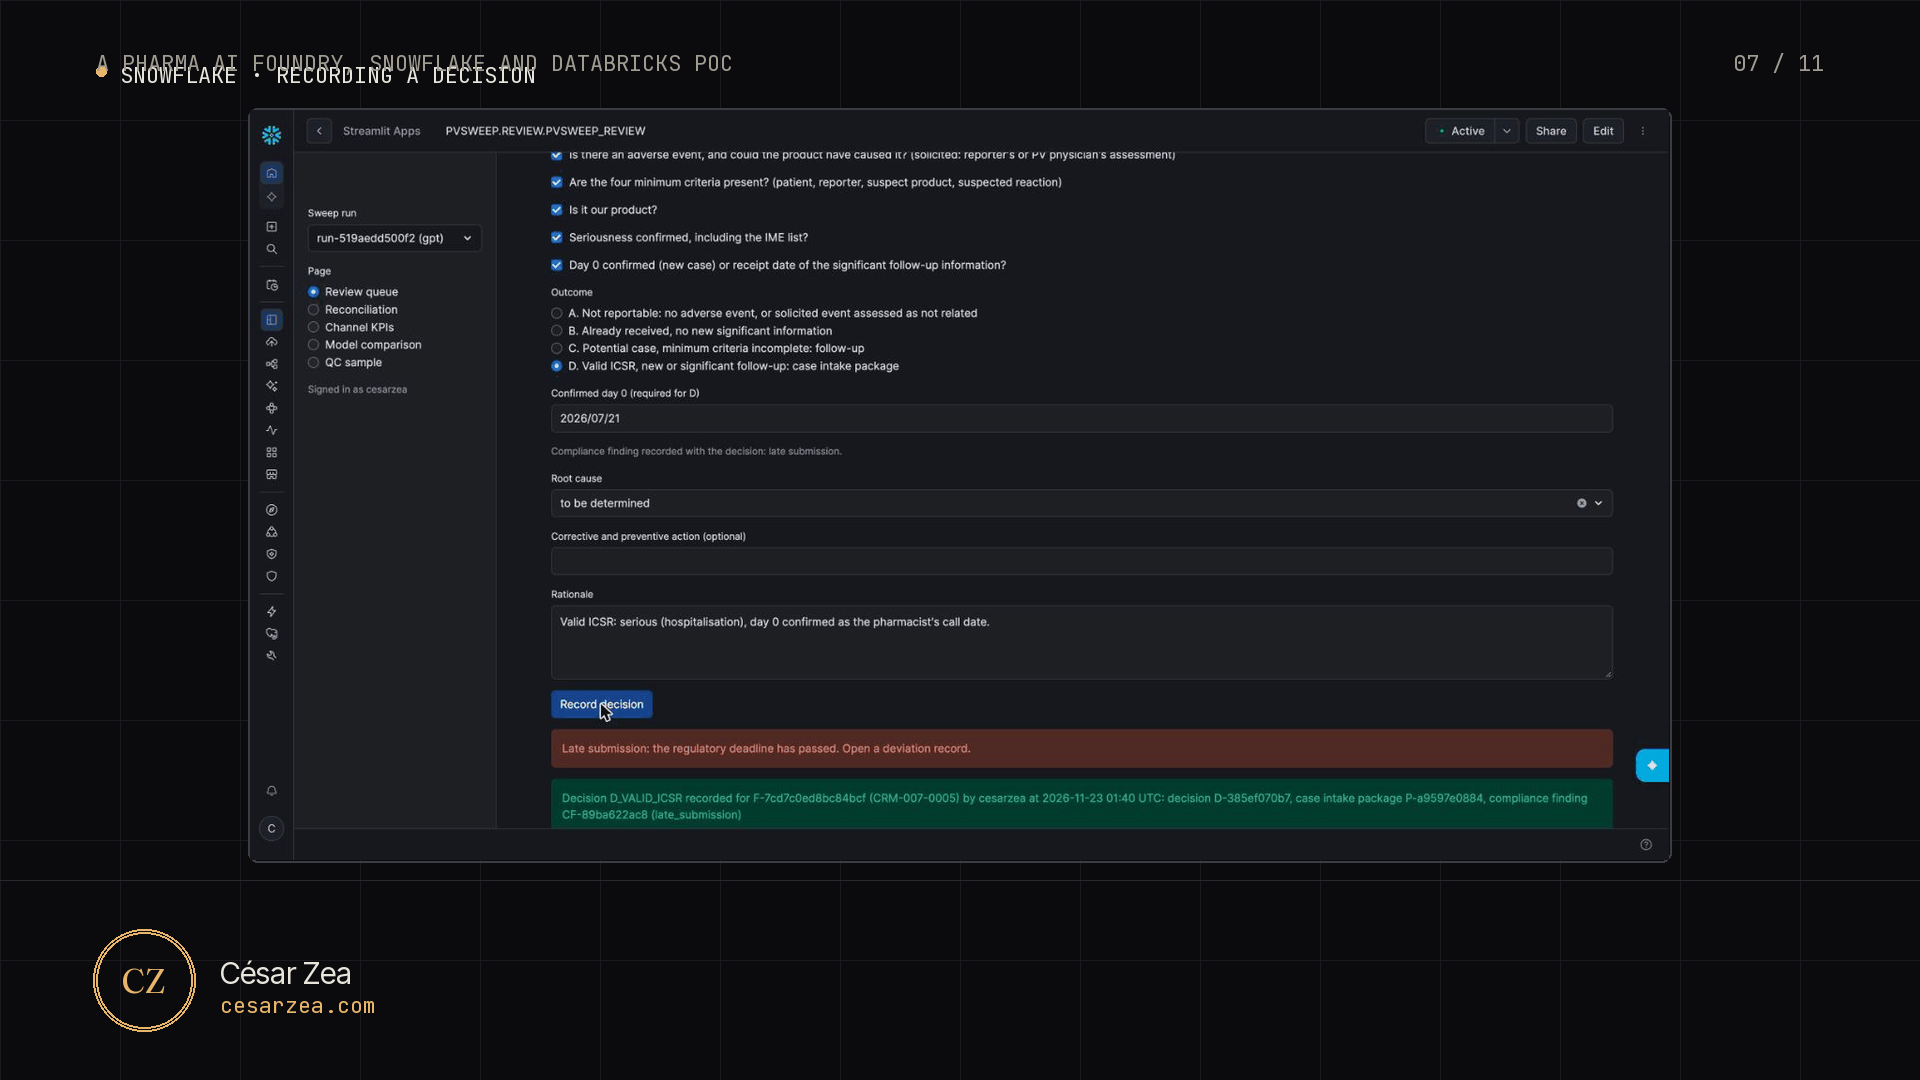 A PHARMA AI FOUNDRY, SNOWFLAKE AND DATABRICKS POC
SNOWFLAKE · RECORDING A DECISION
07 / 11
Streamlit Apps
PVSWEEP.REVIEW.PVSWEEP_REVIEW
Active
Share
Edit
Sweep run
run-519aedd500f2 (gpt)
Page
Review queue
Reconciliation
Channel KPIs
Model comparison
QC sample
Signed in as cesarzea
Is there an adverse event, and could the product have caused it? (solicited: reporter's or PV physician's assessment)
Are the four minimum criteria present? (patient, reporter, suspect product, suspected reaction)
Is it our product?
Seriousness confirmed, including the IME list?
Day 0 confirmed (new case) or receipt date of the significant follow-up information?
Outcome
A. Not reportable: no adverse event, or solicited event assessed as not related
B. Already received, no new significant information
C. Potential case, minimum criteria incomplete: follow-up
D. Valid ICSR, new or significant follow-up: case intake package
Confirmed day 0 (required for D)
2026/07/21
Compliance finding recorded with the decision: late submission.
Root cause
to be determined
Corrective and preventive action (optional)
Rationale
Valid ICSR: serious (hospitalisation), day 0 confirmed as the pharmacist's call date.
Record decision
Late submission: the regulatory deadline has passed. Open a deviation record.
Decision D_VALID_ICSR recorded for F-7cd7c0ed8bc84bcf (CRM-007-0005) by cesarzea at 2026-11-23 01:40 UTC: decision D-385ef070b7, case intake package P-a9597e0884, compliance finding
CF-89ba622ac8 (late_submission)
C
CZ
César Zea
cesarzea.com